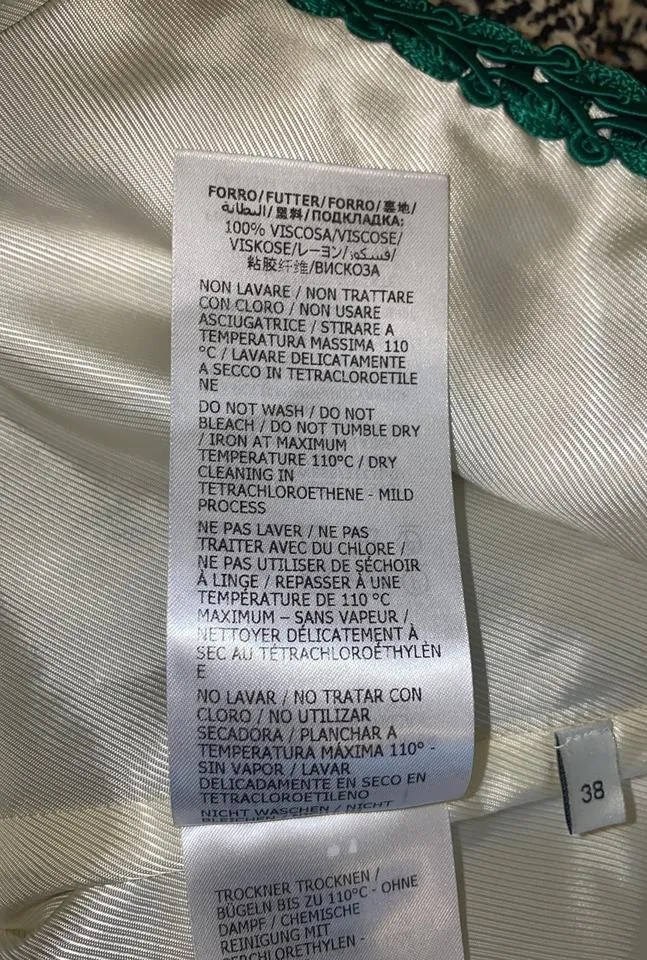 FORRO/FUTTER/FORRO/裏地/
البطانة/里料/ПОДКЛАДКА:
100% VISCOSA/VISCOSE/
VISKOSE/レーヨン/فسكوز/
粘胶纤维/ВИСКОЗА
NON LAVARE / NON TRATTARE
CON CLORO / NON USARE
ASCIUGATRICE / STIRARE A
TEMPERATURA MASSIMA 110
°C / LAVARE DELICATAMENTE
A SECCO IN TETRACLOROETILE
NE
DO NOT WASH / DO NOT
BLEACH / DO NOT TUMBLE DRY
/ IRON AT MAXIMUM
TEMPERATURE 110°C / DRY
CLEANING IN
TETRACHLOROETHENE - MILD
PROCESS
NE PAS LAVER / NE PAS
TRAITER AVEC DU CHLORE /
NE PAS UTILISER DE SÉCHOIR
À LINGE / REPASSER À UNE
TEMPÉRATURE DE 110 °C
MAXIMUM – SANS VAPEUR /
NETTOYER DÉLICATEMENT À
SEC AU TÉTRACHLOROÉTHYLÈN
E
NO LAVAR / NO TRATAR CON
CLORO / NO UTILIZAR
SECADORA / PLANCHAR A
TEMPERATURA MÁXIMA 110° -
SIN VAPOR / LAVAR
DELICADAMENTE EN SECO EN
TETRACLOROETILENO
NICHT WASCHEN / NICHT
38
TROCKNER TROCKNEN /
BÜGELN BIS ZU 110°C - OHNE
DAMPF / CHEMISCHE
REINIGUNG MIT